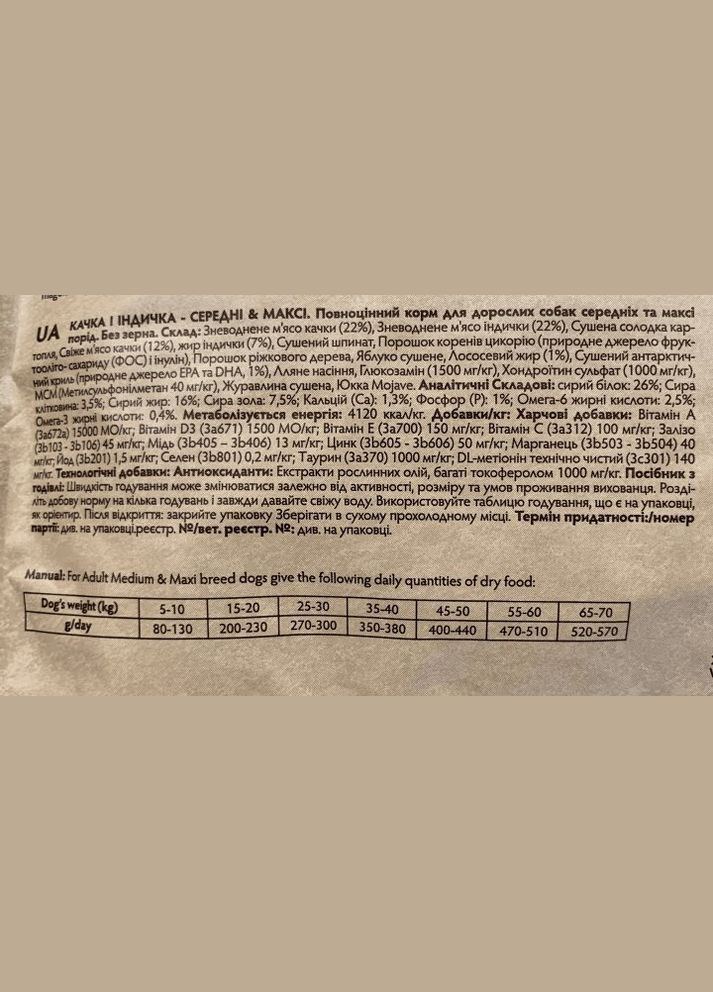 UA КАЧКА І ІНДИЧКА - СЕРЕДНІ & МАКСІ. Повноцінний корм для дорослих собак середніх та максі
порід. Без зерна. Склад: Зневоднене м'ясо качки (22%), Зневоднене м'ясо індички (22%), Сушена солодка кар-
топля, Свіже м'ясо качки (12%), жир індички (7%), Сушений шпинат, Порошок коренів цикорію (природне джерело фрук-
тооліго- сахариду (ФОС) і інулін), Порошок ріжкового дерева, Яблуко сушене, Лососевий жир (1%), Сушений антарктич-
ний криль (природне джерело EPA та DHA, 1%), Лляне насіння, Глюкозамін (1500 мг/кг), Хондроїтин сульфат (1000 мг/кг),
МСМ (Метилсульфонілметан 40 мг/кг), Журавлина сушена, Юкка Mojave. Аналітичні Складові: сирий білок: 26%; Сира
клітковина: 3,5%; Сирий жир: 16%; Сира зола: 7,5%; Кальцій (Ca): 1,3%; Фосфор (P): 1%; Омега-6 жирні кислоти: 2,5%;
Омега-3 жирні кислоти: 0,4%. Метаболізується енергія: 4120 ккал/кг. Добавки/кг: Харчові добавки: Вітамін А
(3a672a) 15000 МО/кг; Вітамін D3 (3a671) 1500 МО/кг; Вітамін Е (3a700) 150 мг/кг; Вітамін С (3a312) 100 мг/кг; Залізо
(3b103 - 3b106) 45 мг/кг; Мідь (3b405 – 3b406) 13 мг/кг; Цинк (3b605 - 3b606) 50 мг/кг; Марганець (3b503 - 3b504) 40
мг/кг; Йод (3b201) 1,5 мг/кг; Селен (3b801) 0,2 мг/кг; Таурин (3a370) 1000 мг/кг; DL-метіонін технічно чистий (3c301) 140
мг/кг. Технологічні добавки: Антиоксиданти: Екстракти рослинних олій, багаті токоферолом 1000 мг/кг. Посібник з
годівлі: Швидкість годування може змінюватися залежно від активності, розміру та умов проживання вихованця. Розді-
літь добову норму на кілька годувань і завжди давайте свіжу воду. Використовуйте таблицю годування, що є на упаковці,
як орієнтир. Після відкриття: закрийте упаковку Зберігати в сухому прохолодному місці. Термін придатності:/номер
партії: див. на упаковці.реєстр. №/вет. реєстр. №: див. на упаковці.
Manual: For Adult Medium & Maxi breed dogs give the following daily quantities of dry food:
Dog's weight (kg) 5-10 15-20 25-30 35-40 45-50 55-60 65-70
g/day 80-130 200-230 270-300 350-380 400-440 470-510 520-570